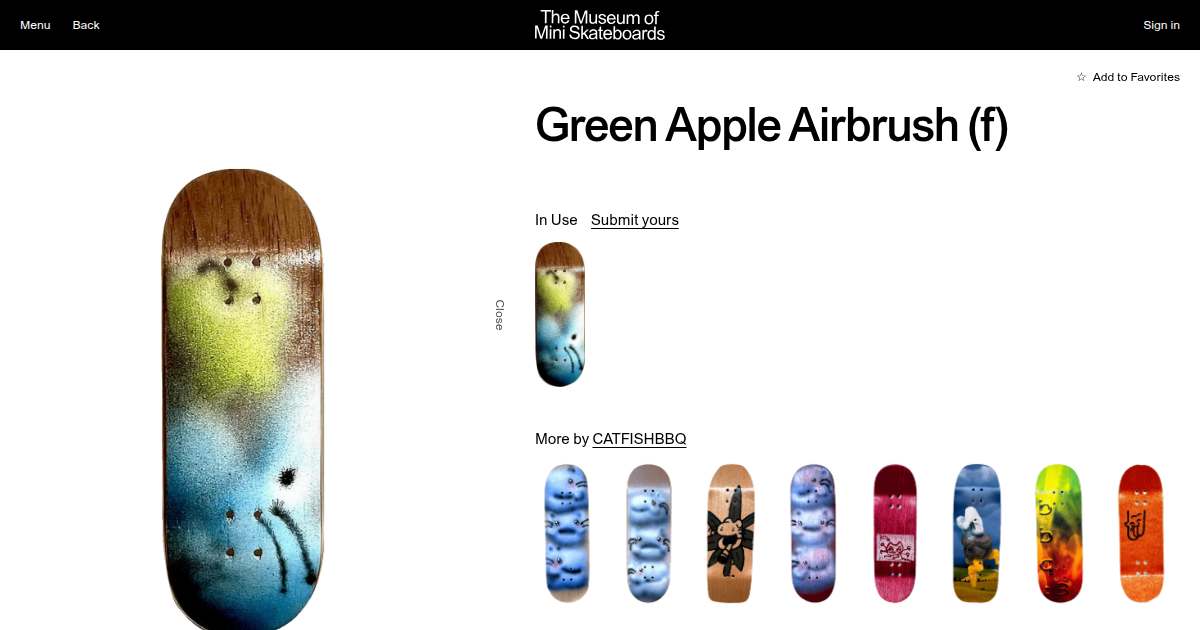 Menu
Back
The Museum of
Mini Skateboards
Sign in
☆ Add to Favorites
Green Apple Airbrush (f)
In Use
Submit yours
Close
More by CATFISHBBQ